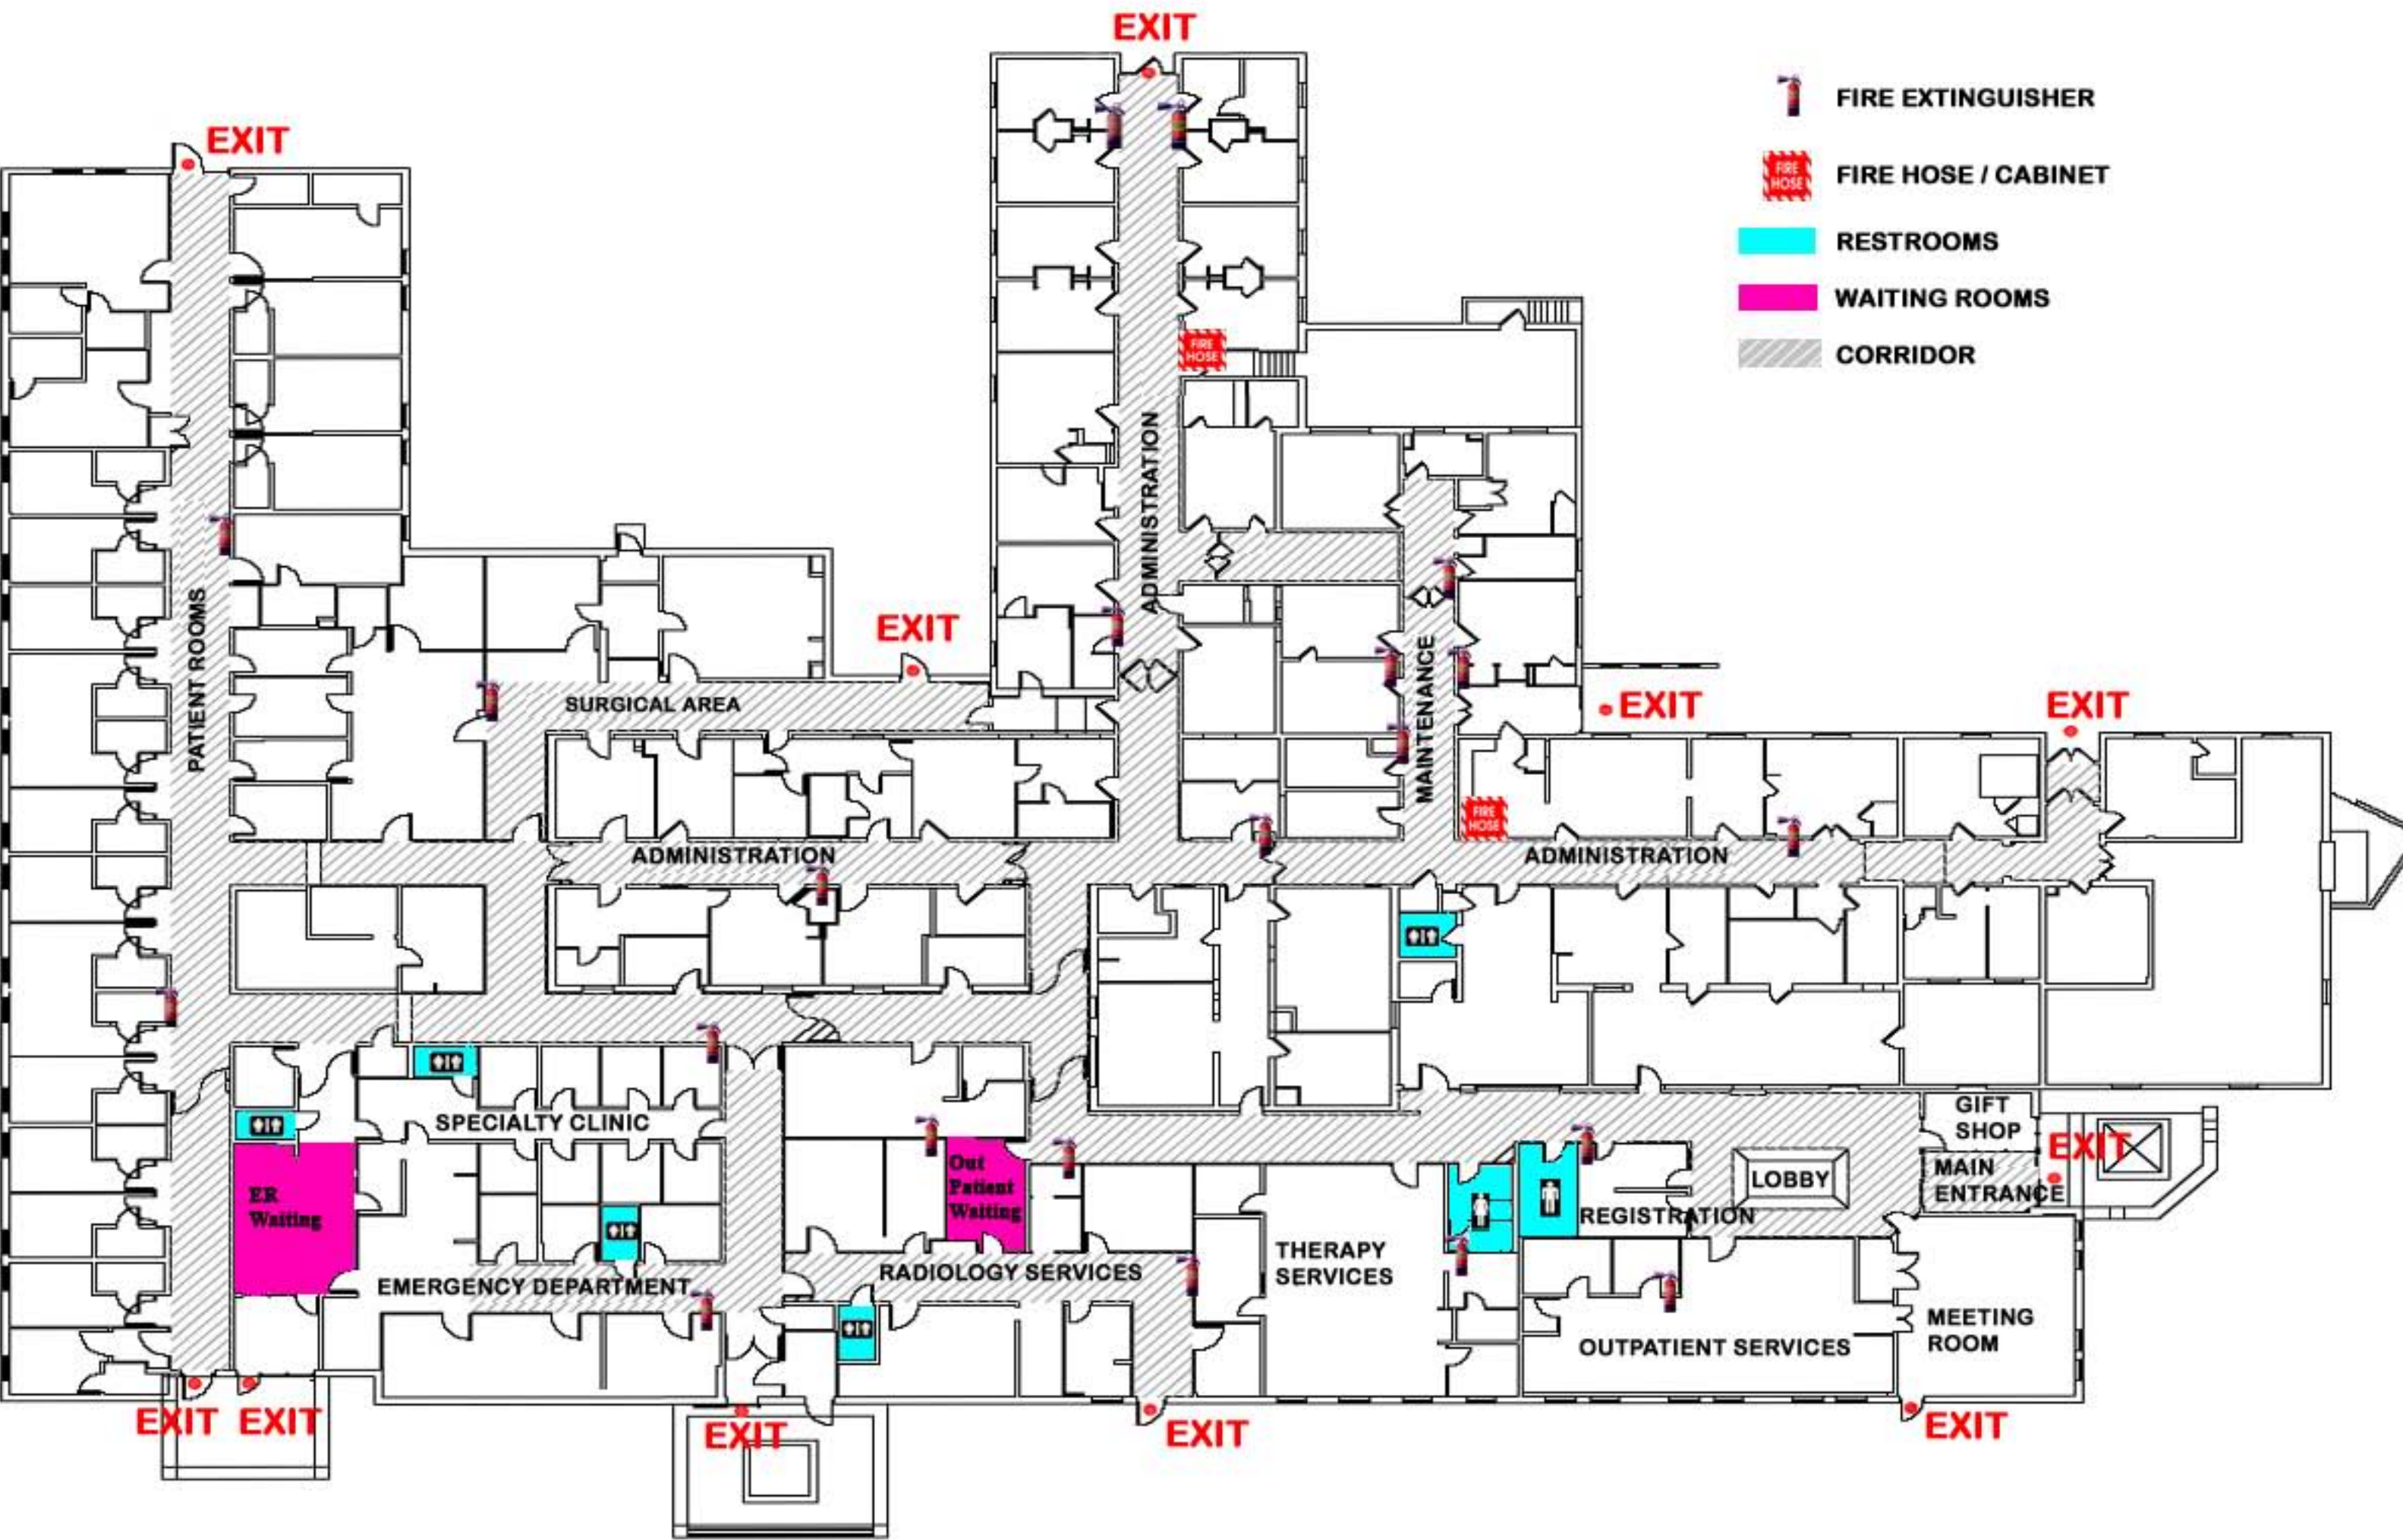 EXIT
FIRE EXTINGUISHER
EXIT
FIRE HOSE / CABINET
FIRE
HOSE
RESTROOMS
WAITING ROOMS
CORRIDOR
FIRE
HOSE
ADMINISTRATION
PATIENT ROOMS
EXIT
MAINTENANCE
SURGICAL AREA
EXIT
EXIT
FIRE
HOSE
ADMINISTRATION
ADMINISTRATION
SPECIALTY CLINIC
GIFT
SHOP
EXIT
Out
Patient
Waiting
LOBBY
MAIN
ENTRANCE
ER
Waiting
REGISTRATION
THERAPY
SERVICES
RADIOLOGY SERVICES
EMERGENCY DEPARTMENT
MEETING
ROOM
OUTPATIENT SERVICES
EXIT
EXIT
EXIT
EXIT
EXIT